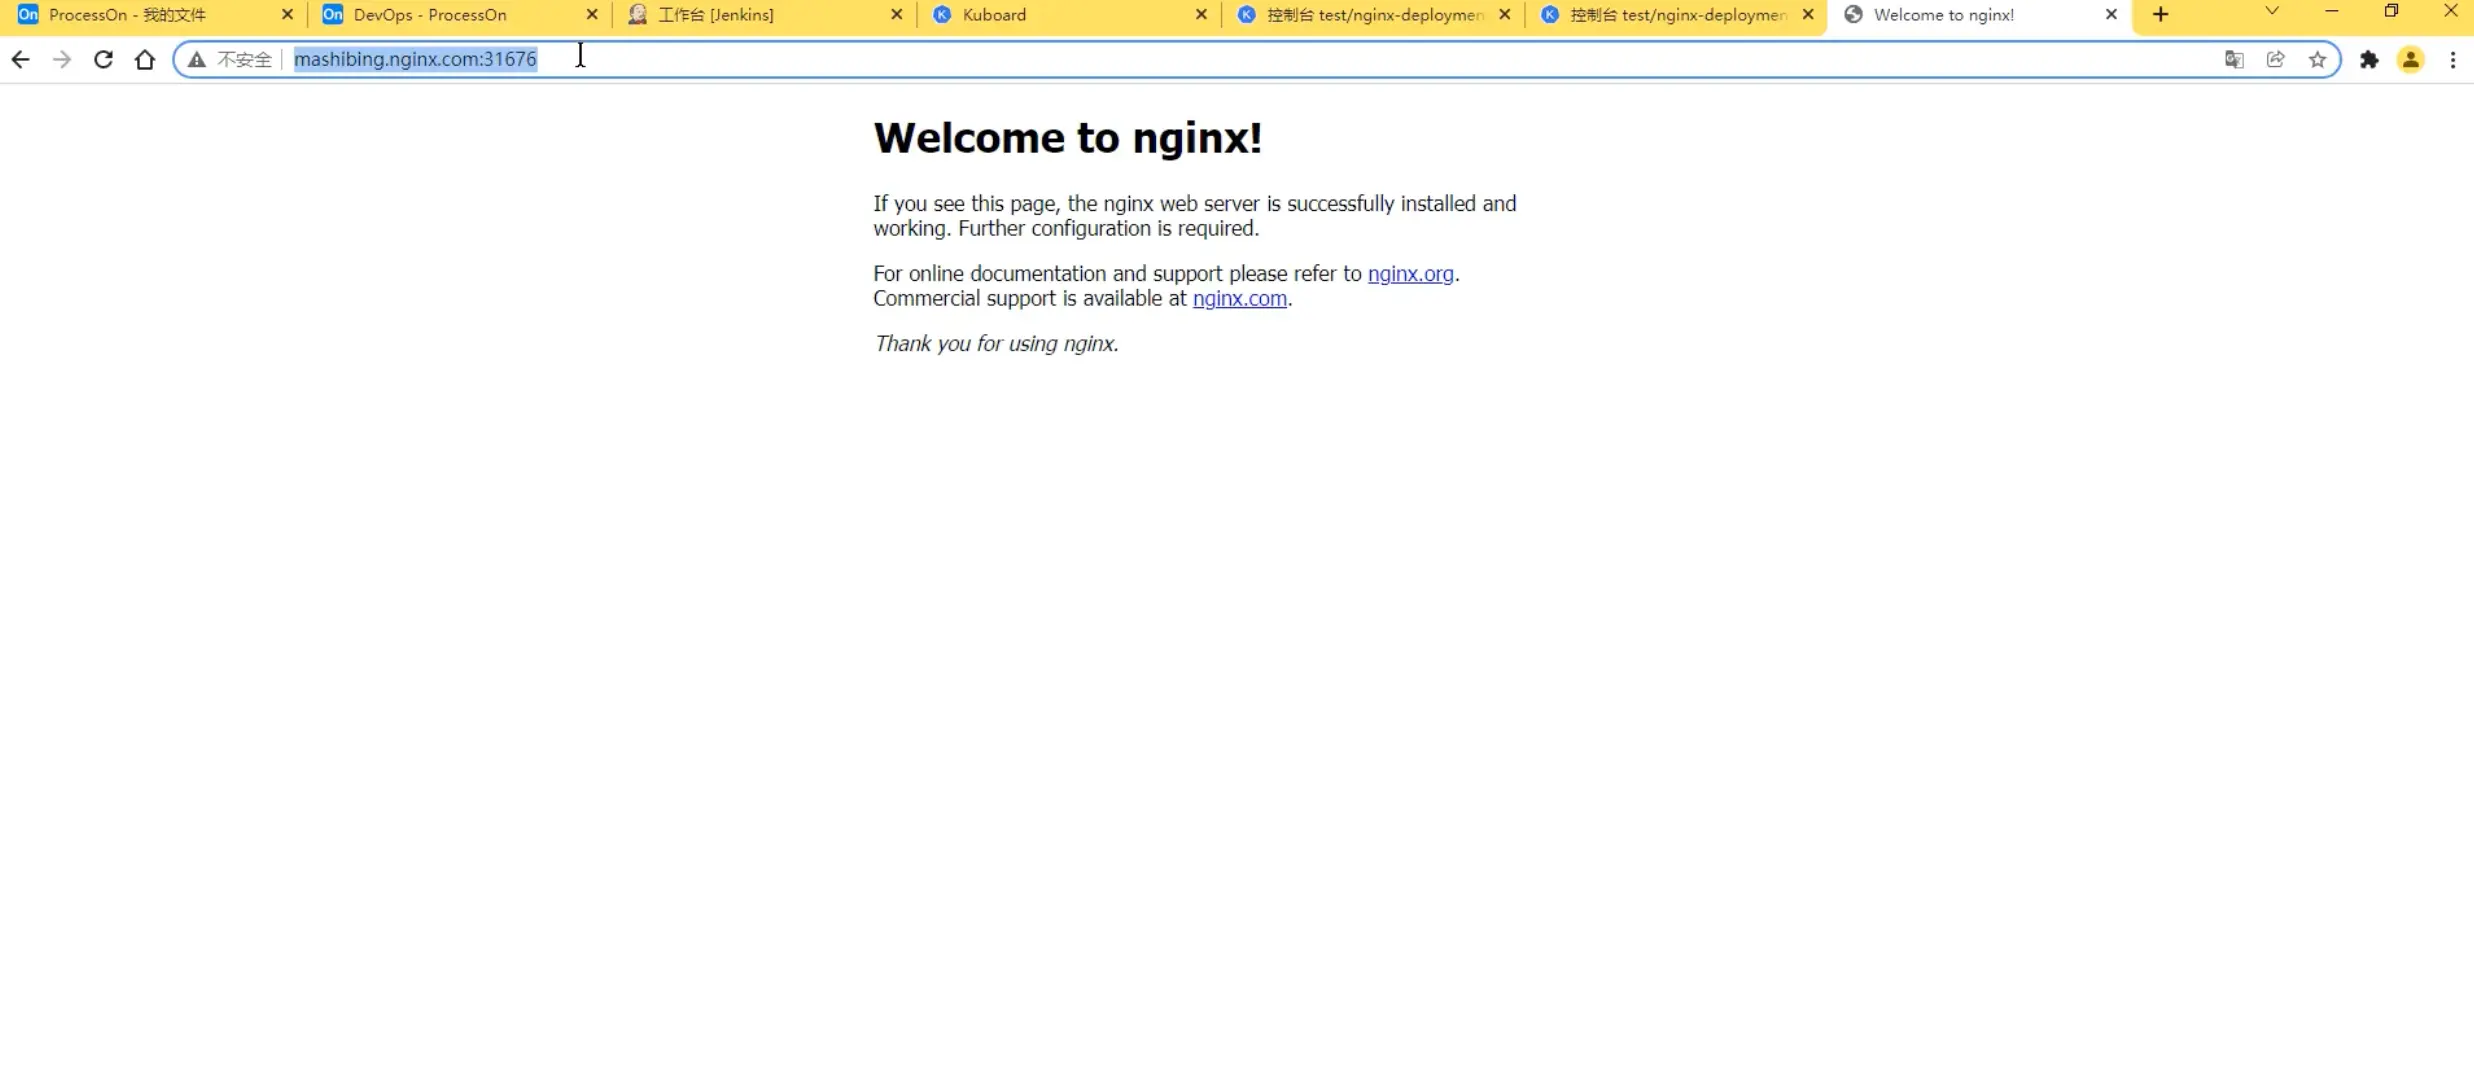 On ProcessOn - 我的文件
On DevOps - ProcessOn
工作台 [Jenkins]
K Kuboard
K 控制台 test/nginx-deploymen
K 控制台 test/nginx-deploymen
Welcome to nginx!
不安全 mashibing.nginx.com:31676
Welcome to nginx!
If you see this page, the nginx web server is successfully installed and
working. Further configuration is required.
For online documentation and support please refer to nginx.org.
Commercial support is available at nginx.com.
Thank you for using nginx.